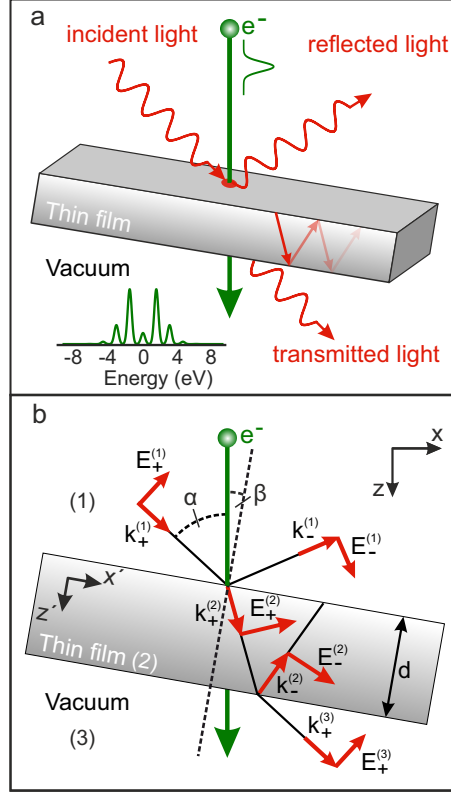 a
incident light
e⁻
reflected light
Thin film
Vacuum
transmitted light
-8 -4 0 4 8
Energy (eV)
b
e⁻
x
z
E₊⁽¹⁾
(1)
α
β
k₊⁽¹⁾
k₋⁽¹⁾
E₋⁽¹⁾
x´
z´
k₊⁽²⁾
E₊⁽²⁾
Thin film (2)
E₋⁽²⁾
k₋⁽²⁾
d
Vacuum
k₊⁽³⁾
(3)
E₊⁽³⁾